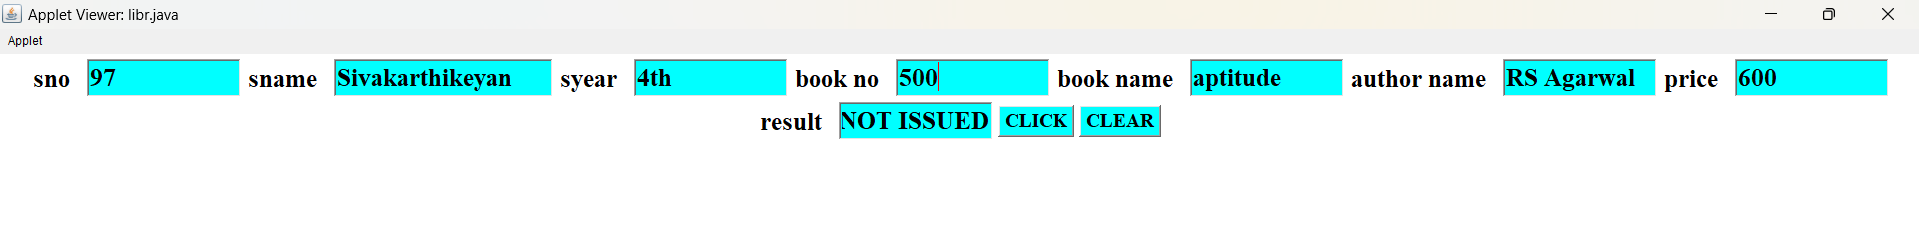 Applet Viewer: libr.java
Applet
sno 97 sname Sivakarthikeyan syear 4th book no 500 book name aptitude author name RS Agarwal price 600
result NOT ISSUED CLICK CLEAR